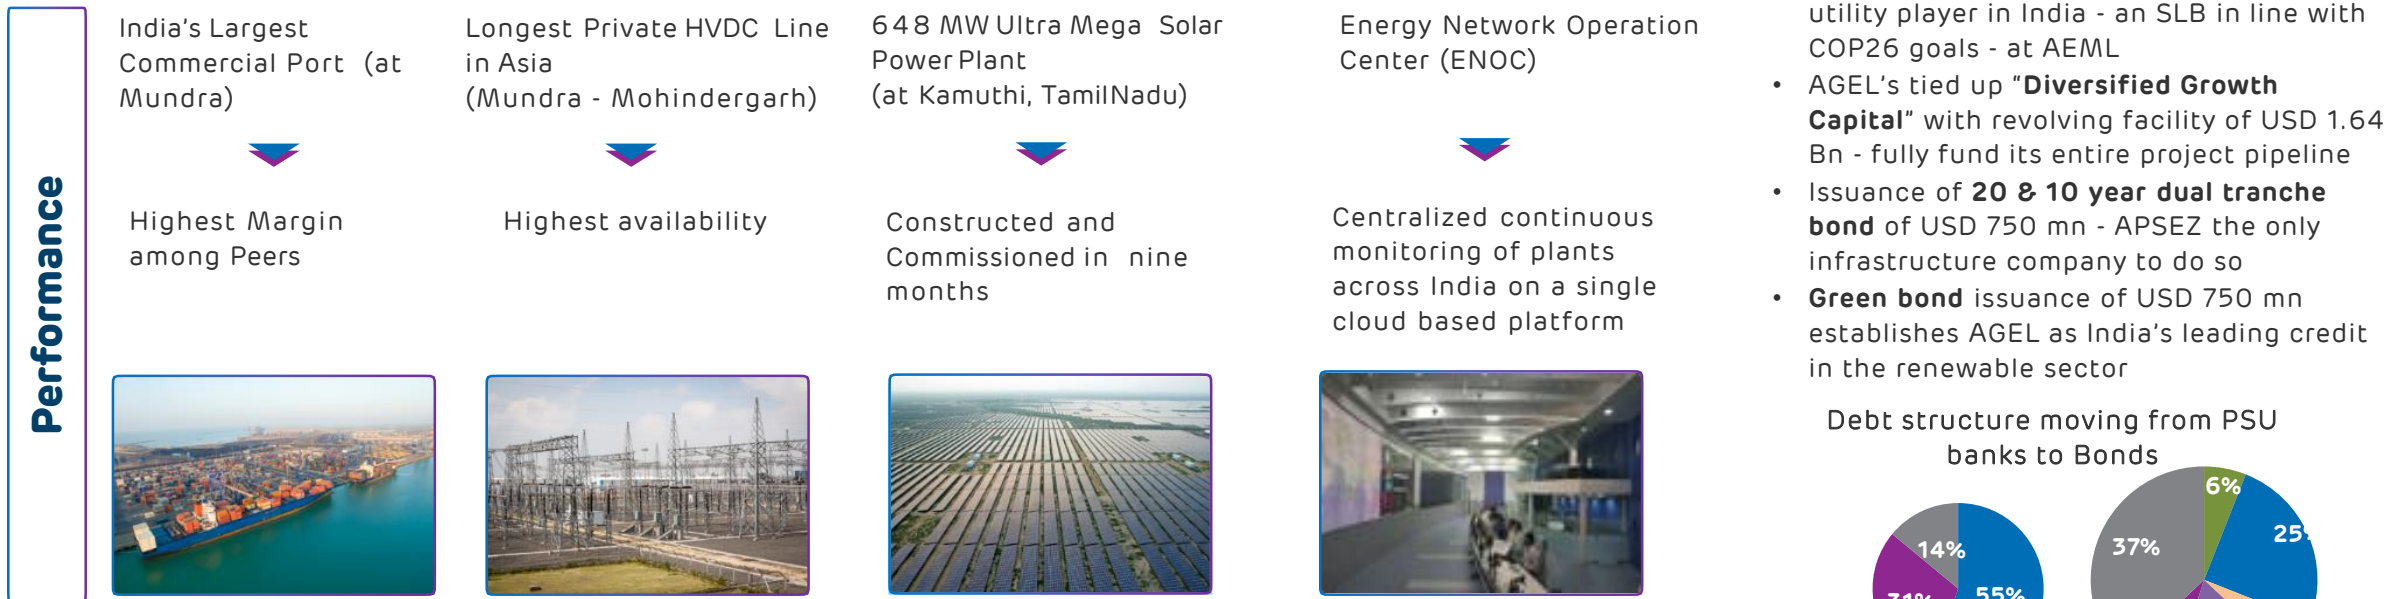 Performance
India's Largest
Commercial Port (at
Mundra)
Highest Margin
among Peers
Longest Private HVDC Line
in Asia
(Mundra - Mohindergarh)
Highest availability
648 MW Ultra Mega Solar
Power Plant
(at Kamuthi, TamilNadu)
Constructed and
Commissioned in nine
months
Energy Network Operation
Center (ENOC)
Centralized continuous
monitoring of plants
across India on a single
cloud based platform
utility player in India - an SLB in line with
COP26 goals - at AEML
• AGEL's tied up "Diversified Growth
Capital" with revolving facility of USD 1.64
Bn - fully fund its entire project pipeline
• Issuance of 20 & 10 year dual tranche
bond of USD 750 mn - APSEZ the only
infrastructure company to do so
• Green bond issuance of USD 750 mn
establishes AGEL as India's leading credit
in the renewable sector
Debt structure moving from PSU
banks to Bonds
14%
31%
55%
6%
25%
37%